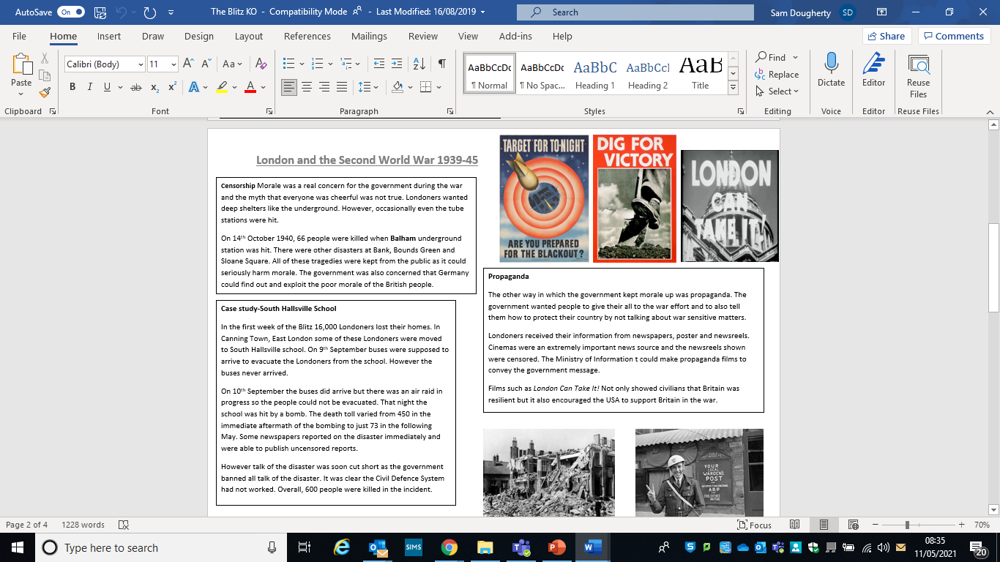 AutoSave On
The Blitz KO - Compatibility Mode - Last Modified: 16/08/2019
Search
Sam Dougherty SD
File Home Insert Draw Design Layout References Mailings Review View Add-ins Help
Share Comments
Paste
Calibri (Body) 11
B I U ab x₂ x² A A
AaBbCcDc AaBbCcDc AaBbC AaBbCcI AaB
¶ Normal ¶ No Spac... Heading 1 Heading 2 Title
Find
Replace
Select
Dictate
Editor
Reuse
Files
Clipboard Font Paragraph Styles Editing Voice Editor Reuse Files
London and the Second World War 1939-45
Censorship Morale was a real concern for the government during the war
and the myth that everyone was cheerful was not true. Londoners wanted
deep shelters like the underground. However, occasionally even the tube
stations were hit.
On 14th October 1940, 66 people were killed when Balham underground
station was hit. There were other disasters at Bank, Bounds Green and
Sloane Square. All of these tragedies were kept from the public as it could
seriously harm morale. The government was also concerned that Germany
could find out and exploit the poor morale of the British people.
Case study-South Hallsville School
In the first week of the Blitz 16,000 Londoners lost their homes. In
Canning Town, East London some of these Londoners were moved
to South Hallsville school. On 9th September buses were supposed to
arrive to evacuate the Londoners from the school. However the
buses never arrived.
On 10th September the buses did arrive but there was an air raid in
progress so the people could not be evacuated. That night the
school was hit by a bomb. The death toll varied from 450 in the
immediate aftermath of the bombing to just 73 in the following
May. Some newspapers reported on the disaster immediately and
were able to publish uncensored reports.
However talk of the disaster was soon cut short as the government
banned all talk of the disaster. It was clear the Civil Defence System
had not worked. Overall, 600 people were killed in the incident.
TARGET FOR TO-NIGHT
ARE YOU PREPARED
FOR THE BLACKOUT?
DIG FOR
VICTORY
LONDON
CAN
TAKE IT!
Propaganda
The other way in which the government kept morale up was propaganda. The
government wanted people to give their all to the war effort and to also tell
them how to protect their country by not talking about war sensitive matters.
Londoners received their information from newspapers, poster and newsreels.
Cinemas were an extremely important news source and the newsreels shown
were censored. The Ministry of Information t could make propaganda films to
convey the government message.
Films such as London Can Take It! Not only showed civilians that Britain was
resilient but it also encouraged the USA to support Britain in the war.
YOUR
LOCAL
WARDENS
POST
ARP
Page 2 of 4 1228 words
Focus
70%
Type here to search
SIMS
08:35
11/05/2021
20